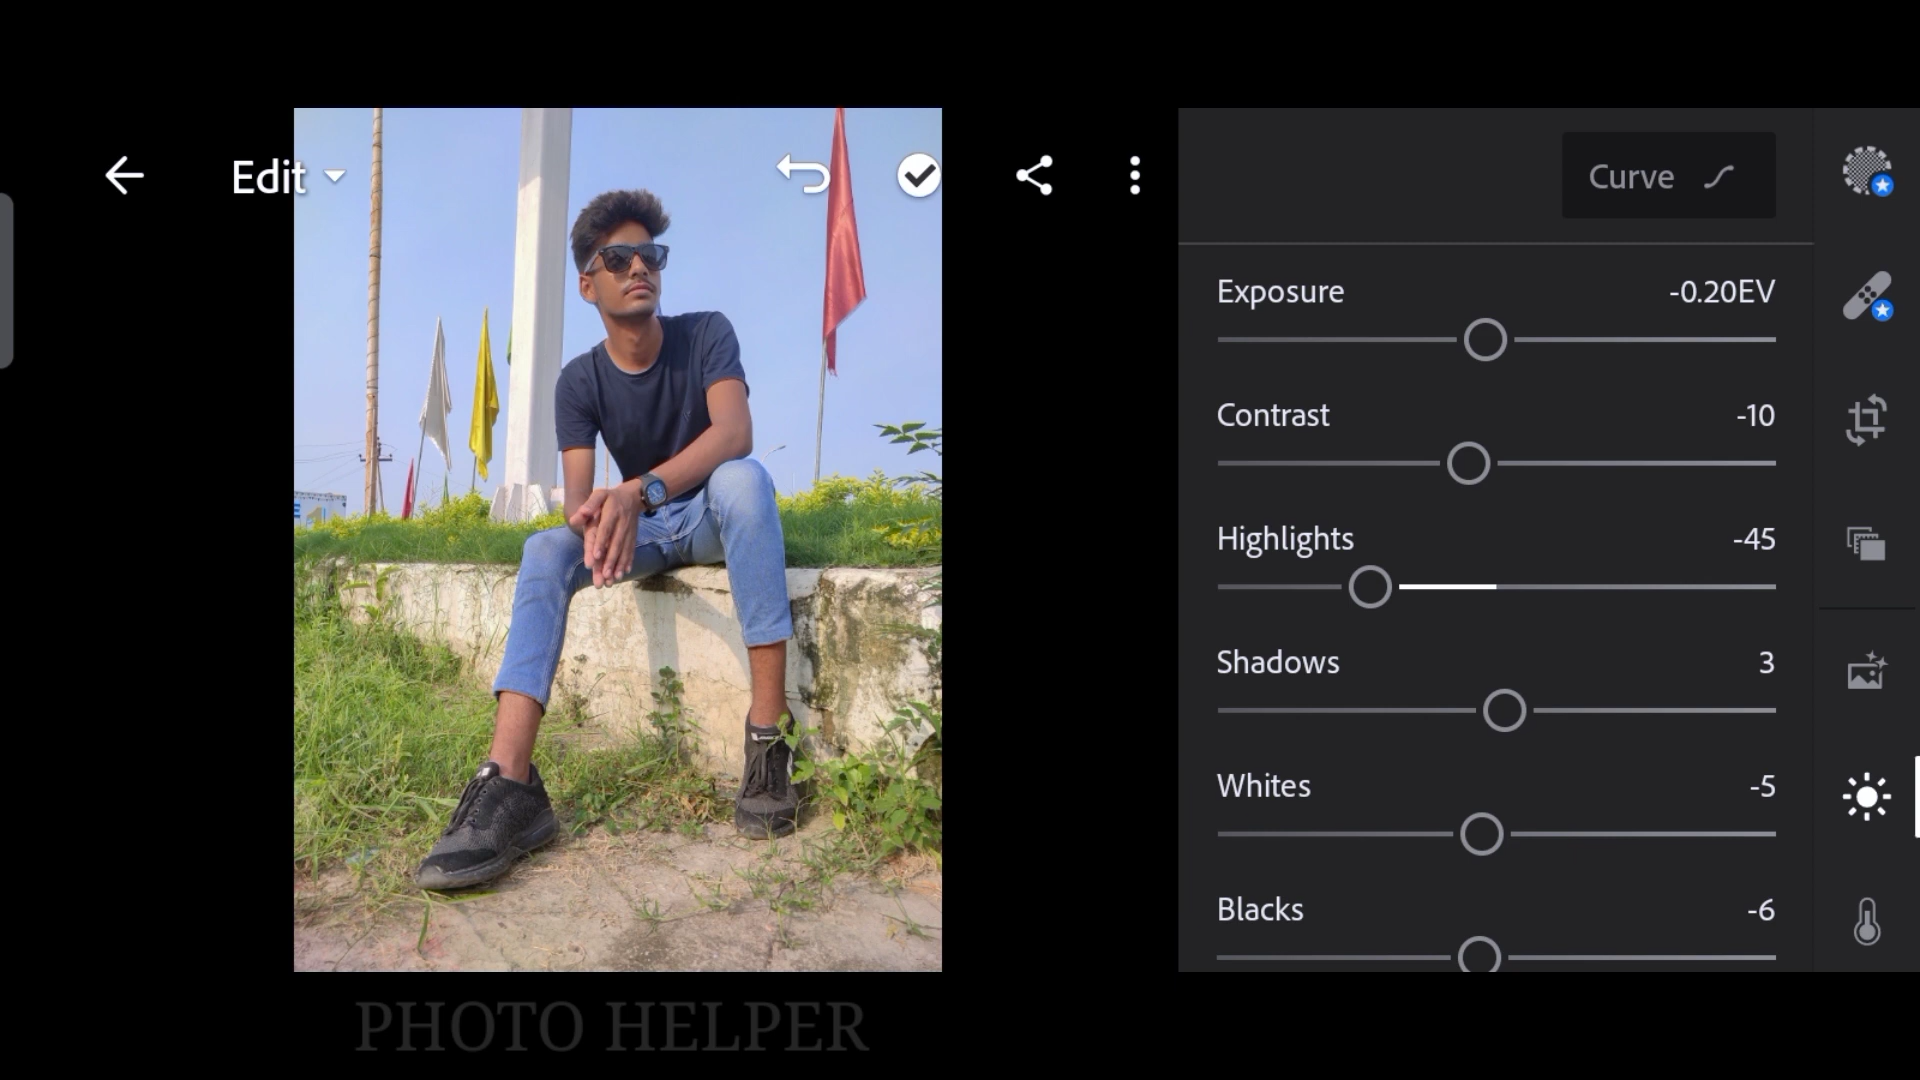 Edit
Curve
Exposure -0.20EV
Contrast -10
Highlights -45
Shadows 3
Whites -5
Blacks -6
PHOTO HELPER